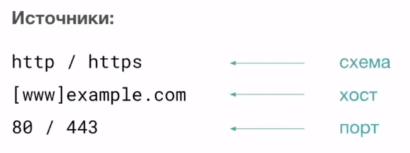 Источники:
http / https схема
[www]example.com хост
80 / 443 порт